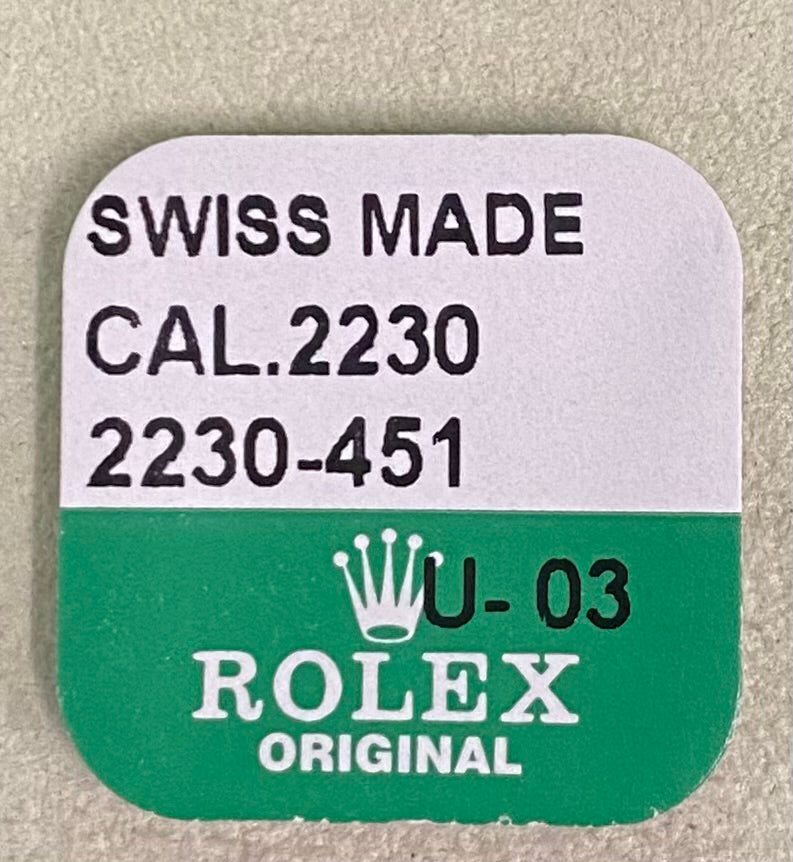 SWISS MADE
CAL.2230
2230-451
U- 03
ROLEX
ORIGINAL